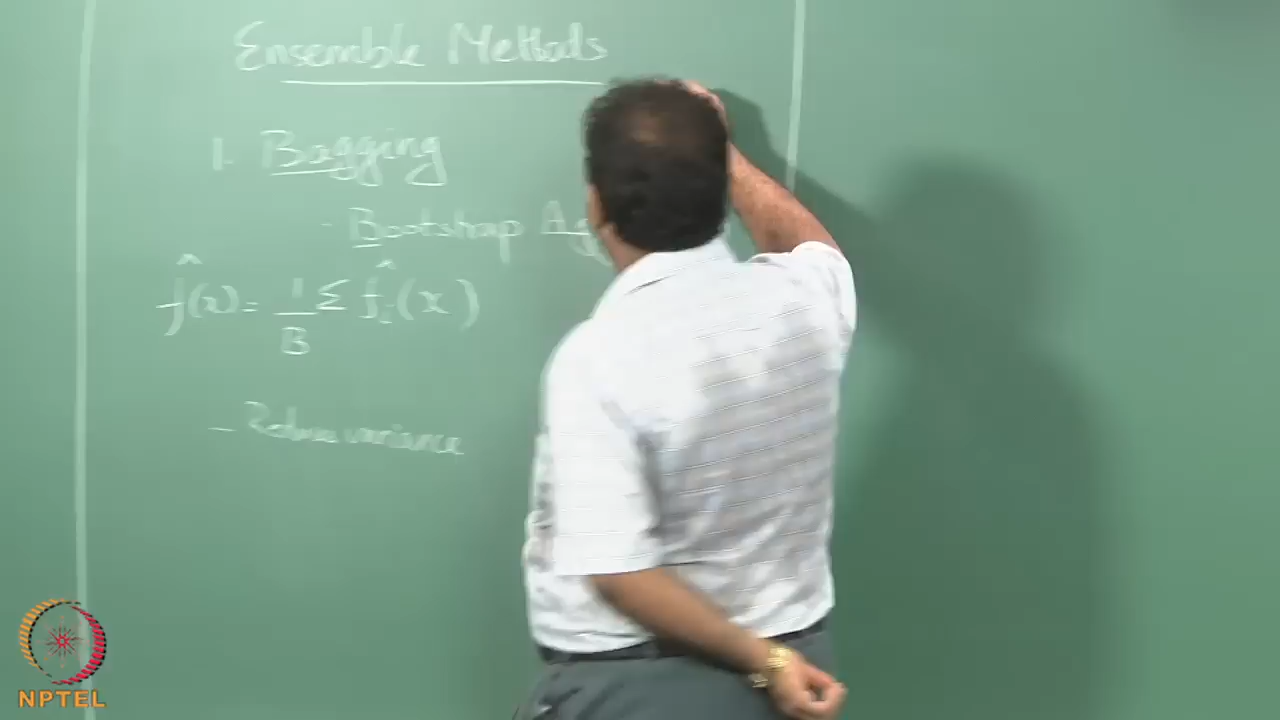 Ensemble Methods
1. Bagging
- Bootstrap Ag
f̂(x) = 1/B Σ f̂ᵢ(x)
- Reduce variance
NPTEL